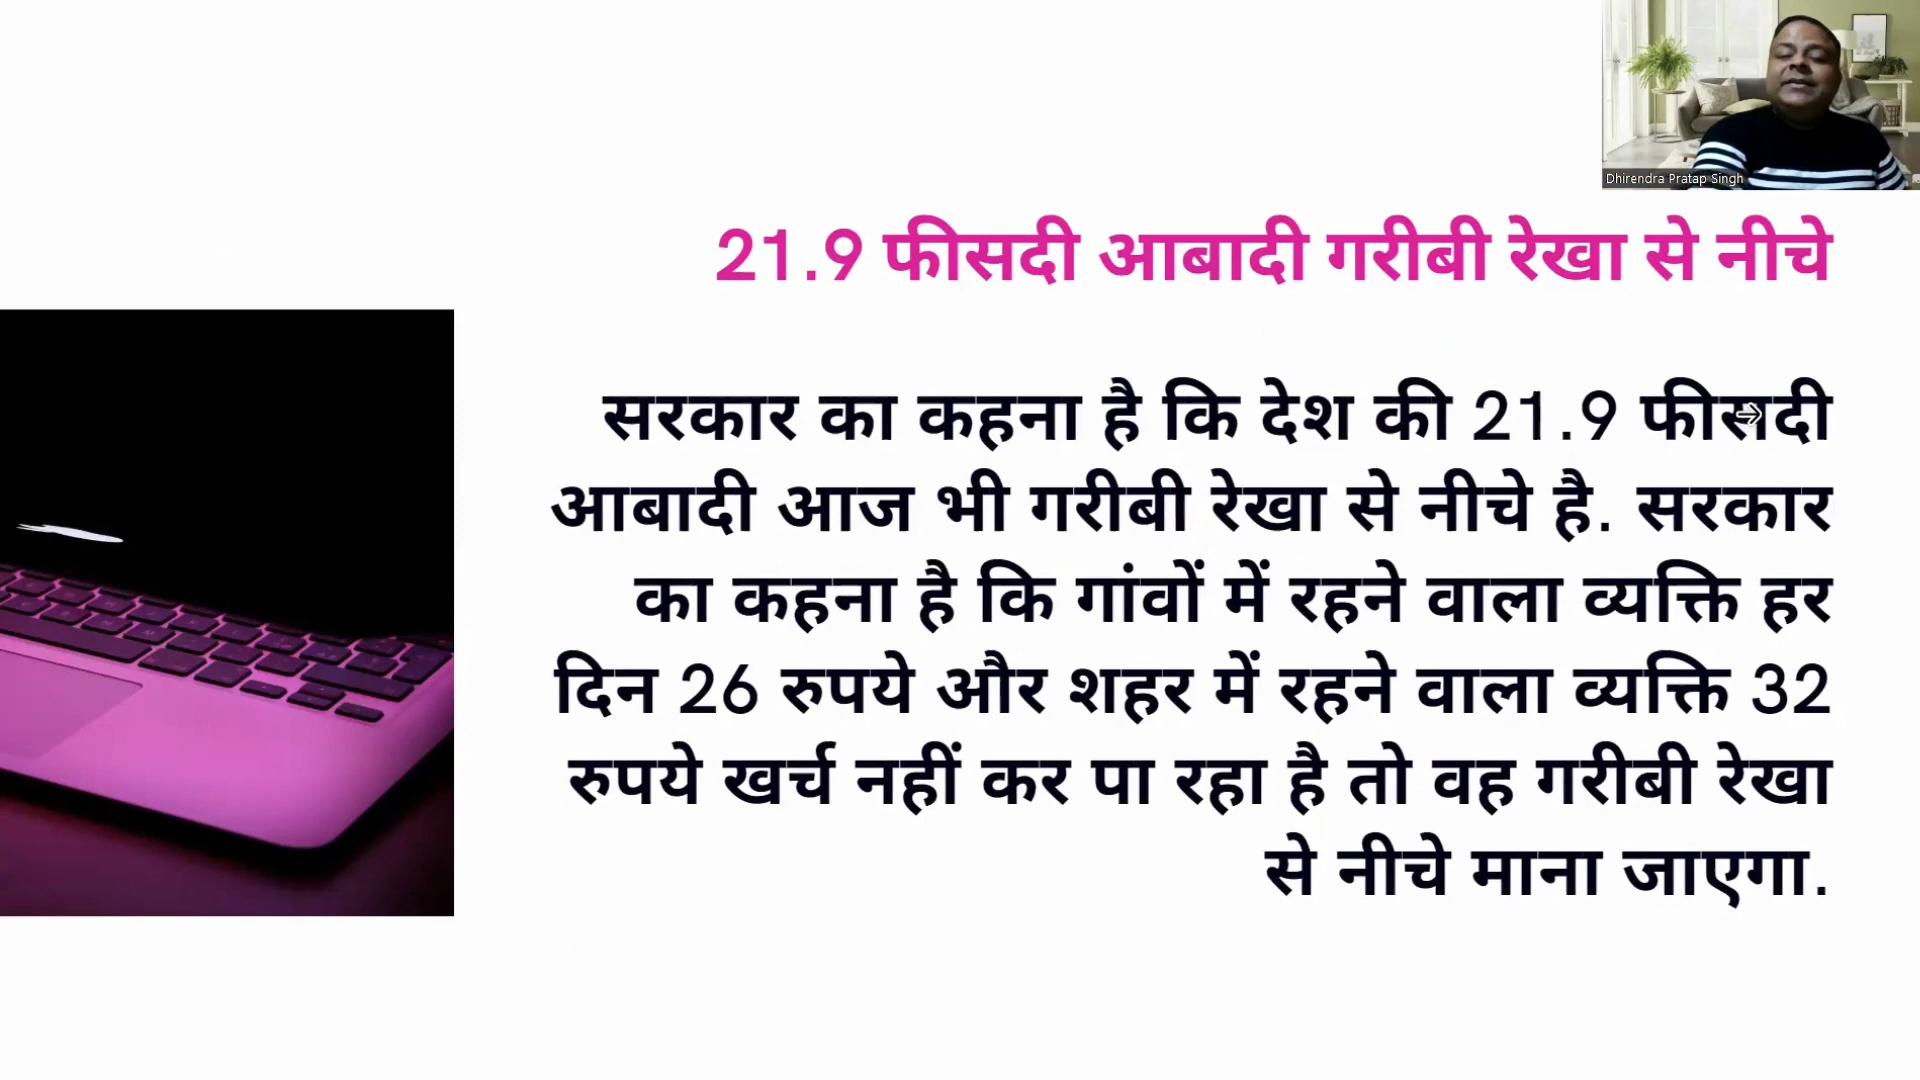 Dhirendra Pratap Singh
21.9 फीसदी आबादी गरीबी रेखा से नीचे
सरकार का कहना है कि देश की 21.9 फीसदी
आबादी आज भी गरीबी रेखा से नीचे है. सरकार
का कहना है कि गांवों में रहने वाला व्यक्ति हर
दिन 26 रुपये और शहर में रहने वाला व्यक्ति 32
रुपये खर्च नहीं कर पा रहा है तो वह गरीबी रेखा
से नीचे माना जाएगा.